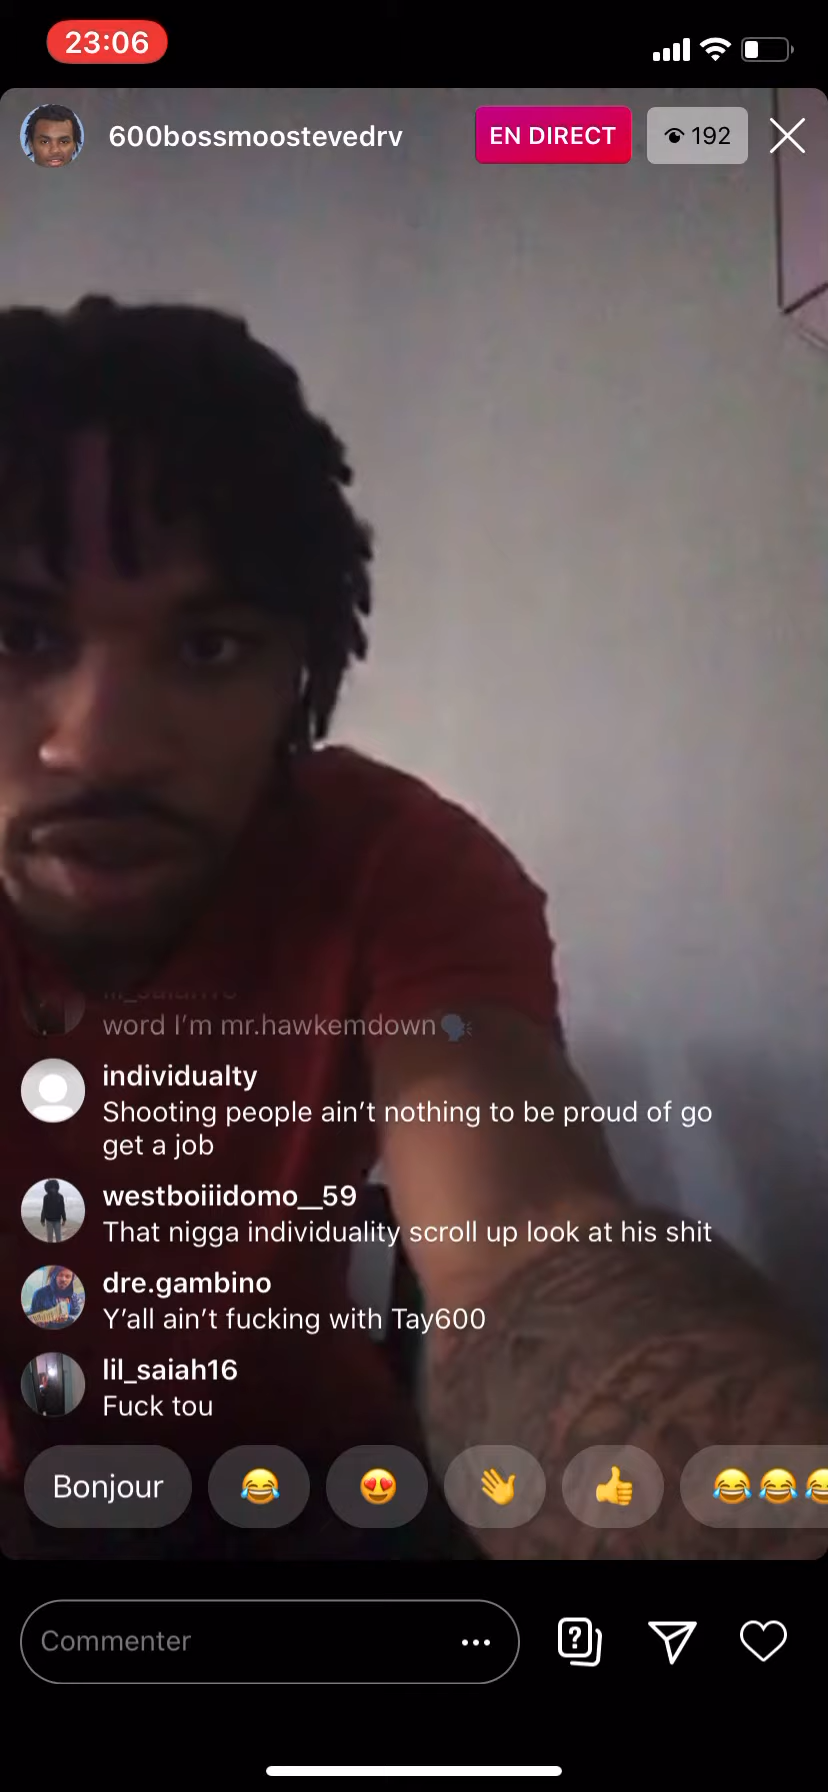 23:06
600bossmoostevedrv
EN DIRECT
192
word I'm mr.hawkemdown
individualty
Shooting people ain't nothing to be proud of go
get a job
westboiiidomo__59
That nigga individuality scroll up look at his shit
dre.gambino
Y'all ain't fucking with Tay600
lil_saiah16
Fuck tou
Bonjour
Commenter